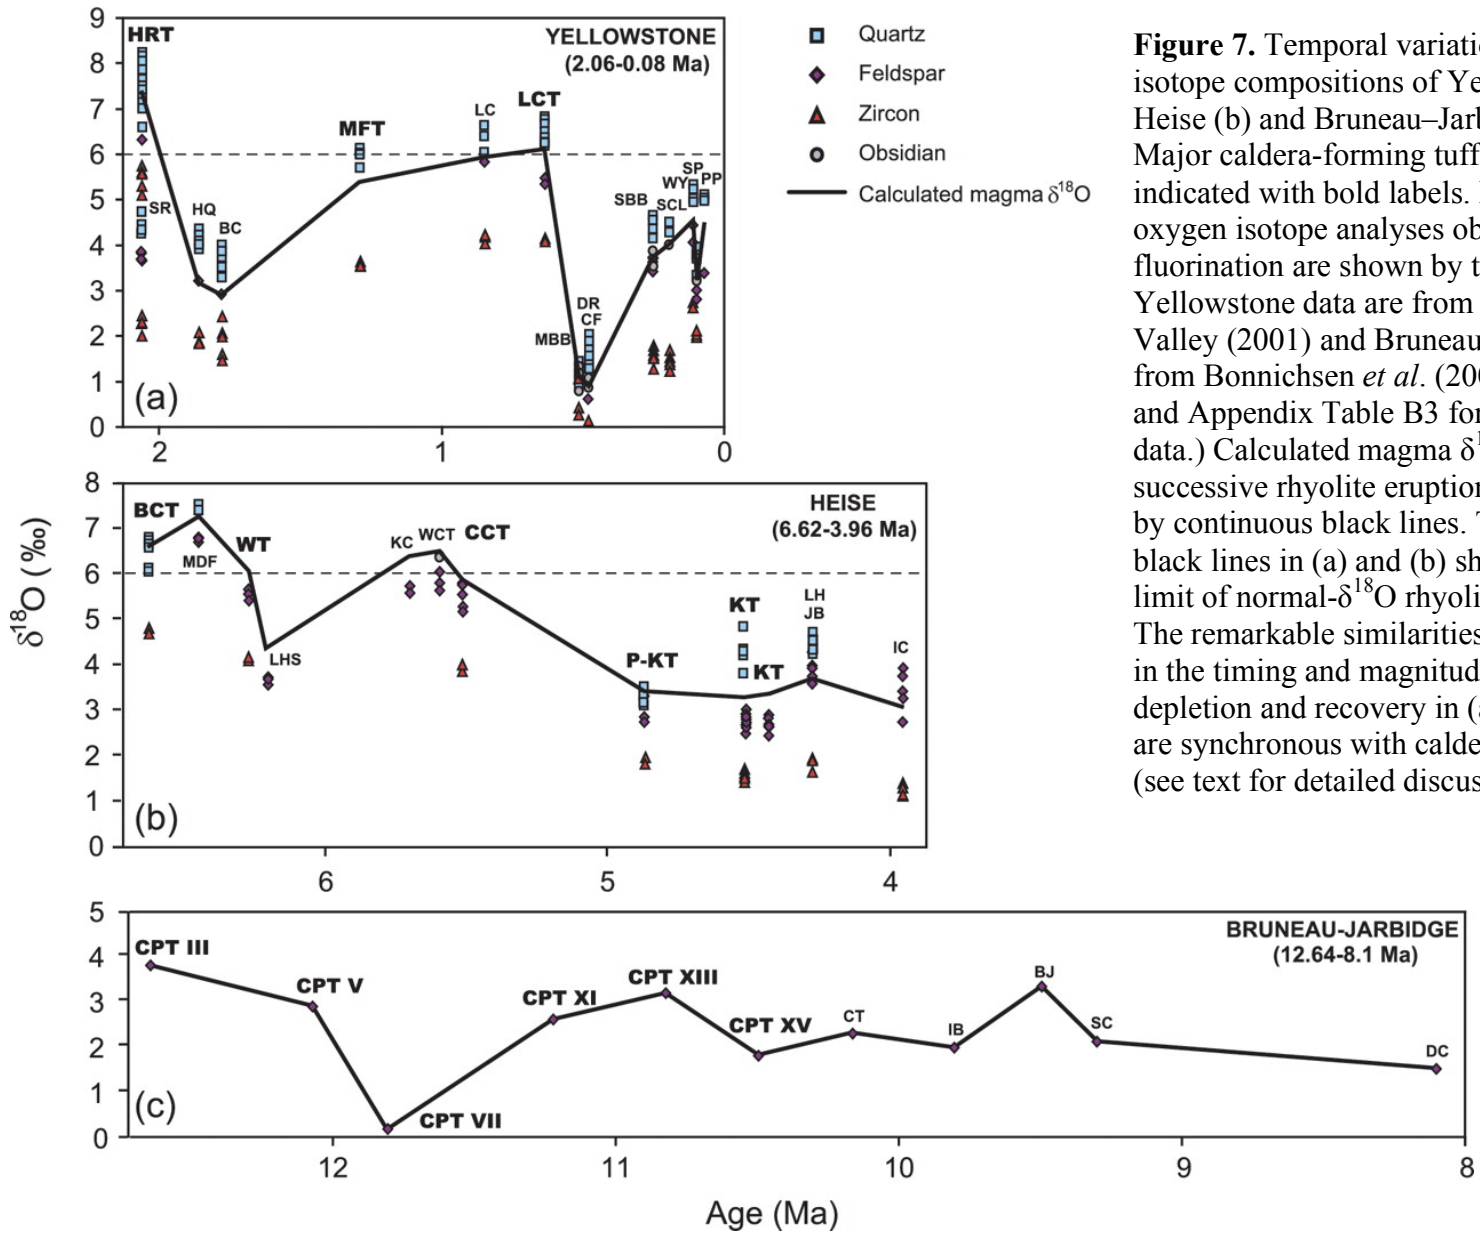 9
8
7
6
5
4
3
2
1
0
HRT
SR
HQ
BC
MFT
LC
LCT
MBB
DR
CF
SBB
SCL
WY
SP
PP
YELLOWSTONE
(2.06-0.08 Ma)
(a)
2
1
0
Quartz
Feldspar
Zircon
Obsidian
Calculated magma δ¹⁸O
δ¹⁸O (‰)
8
7
6
5
4
3
2
1
0
BCT
MDF
WT
LHS
KC
WCT
CCT
P-KT
KT
KT
LH
JB
IC
HEISE
(6.62-3.96 Ma)
(b)
6
5
4
5
4
3
2
1
0
CPT III
CPT V
CPT VII
CPT XI
CPT XIII
CPT XV
CT
IB
BJ
SC
DC
BRUNEAU-JARBIDGE
(12.64-8.1 Ma)
(c)
12
11
10
9
8
Age (Ma)
Figure 7. Temporal variati
isotope compositions of Ye
Heise (b) and Bruneau–Jarb
Major caldera-forming tuff
indicated with bold labels.
oxygen isotope analyses ob
fluorination are shown by t
Yellowstone data are from
Valley (2001) and Bruneau
from Bonnichsen et al. (200
and Appendix Table B3 for
data.) Calculated magma δ¹
successive rhyolite eruption
by continuous black lines. T
black lines in (a) and (b) sh
limit of normal-δ¹⁸O rhyoli
The remarkable similarities
in the timing and magnitud
depletion and recovery in (a
are synchronous with calde
(see text for detailed discus